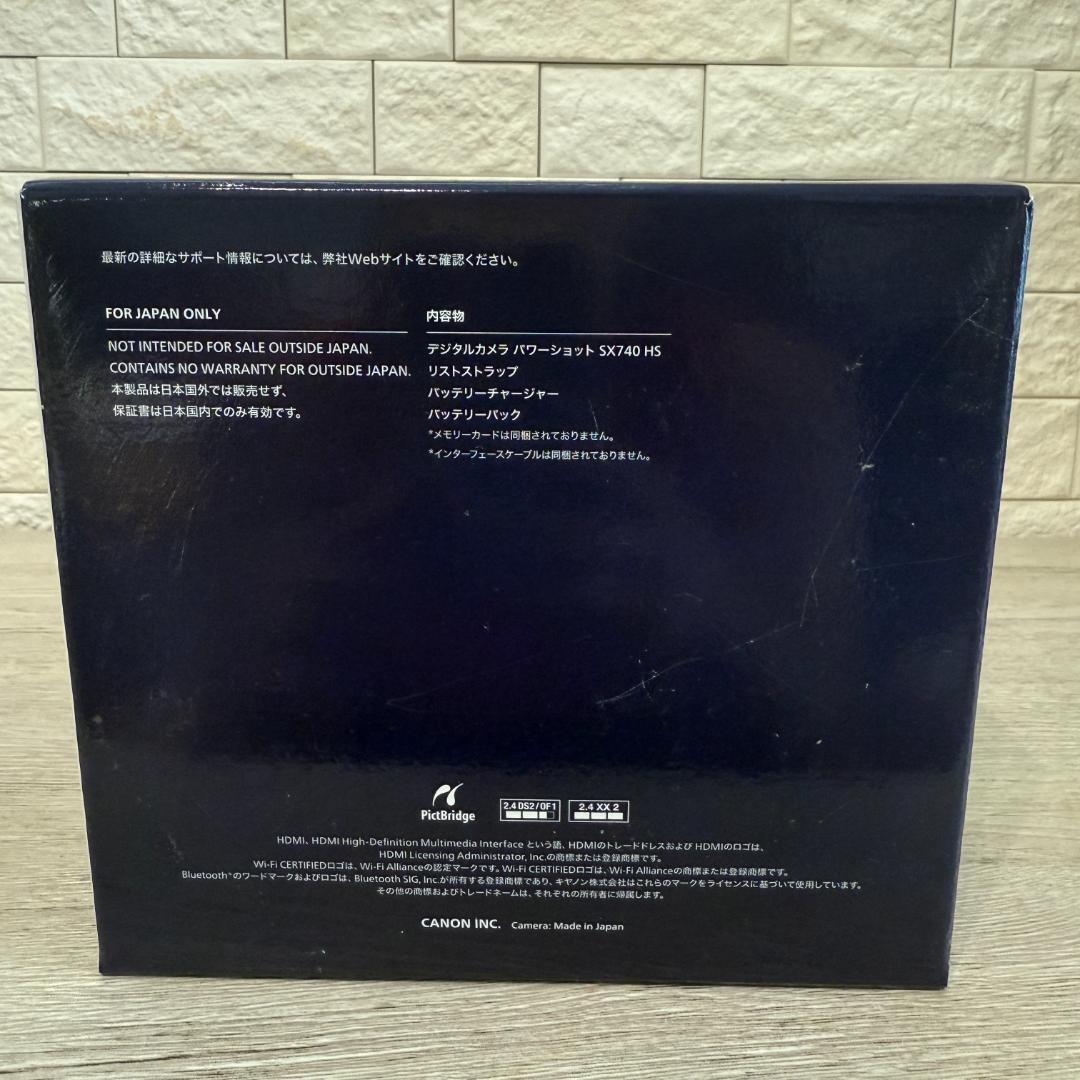 最新の詳細なサポート情報については、弊社Webサイトをご確認ください。
FOR JAPAN ONLY
NOT INTENDED FOR SALE OUTSIDE JAPAN.
CONTAINS NO WARRANTY FOR OUTSIDE JAPAN.
本製品は日本国外では販売せず、
保証書は日本国内でのみ有効です。
内容物
デジタルカメラ パワーショット SX740 HS
リストストラップ
バッテリーチャージャー
バッテリーパック
*メモリーカードは同梱されておりません。
*インターフェースケーブルは同梱されておりません。
PictBridge
2.4 DS2/OF1
2.4 XX 2
HDMI、HDMI High-Definition Multimedia Interface という語、HDMIのトレードドレスおよび HDMIのロゴは、
HDMI Licensing Administrator, Inc.の商標または登録商標です。
Wi-Fi CERTIFIEDロゴは、Wi-Fi Allianceの認定マークです。Wi-Fi CERTIFIEDロゴは、Wi-Fi Allianceの商標または登録商標です。
Bluetooth®のワードマークおよびロゴは、Bluetooth SIG, Inc.が所有する登録商標であり、キヤノン株式会社はこれらのマークをライセンスに基づいて使用しています。
その他の商標およびトレードネームは、それぞれの所有者に帰属します。
CANON INC. Camera: Made in Japan